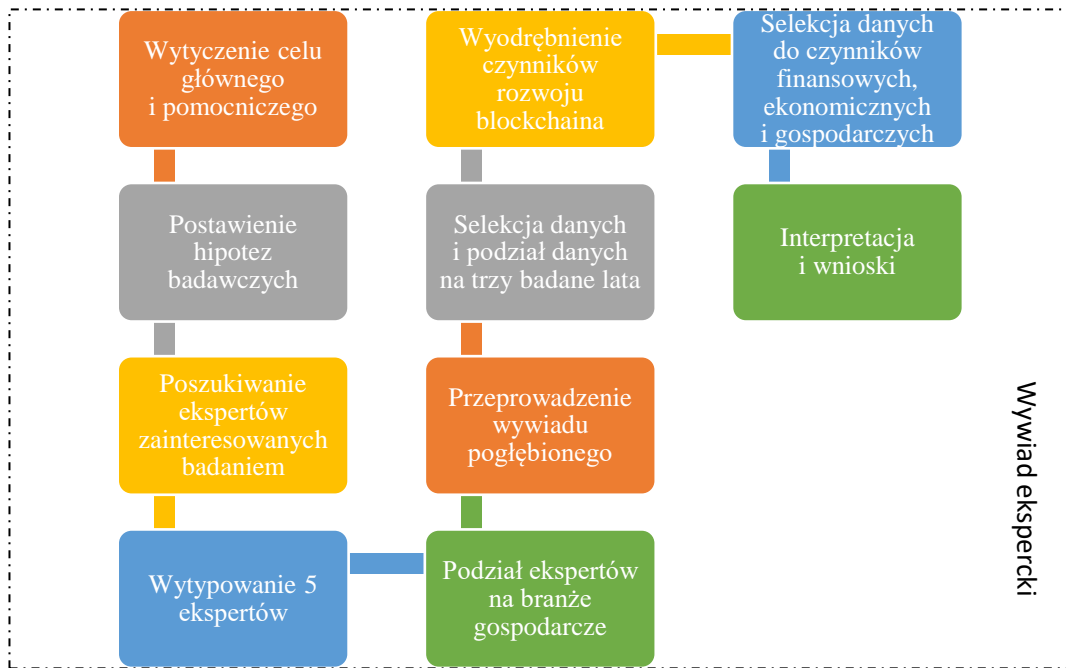 Wytyczenie celu
głównego
i pomocniczego
Postawienie
hipotez
badawczych
Poszukiwanie
ekspertów
zainteresowanych
badaniem
Wytypowanie 5
ekspertów
Podział ekspertów
na branże
gospodarcze
Przeprowadzenie
wywiadu
pogłębionego
Selekcja danych
i podział danych
na trzy badane lata
Wyodrębnienie
czynników
rozwoju
blockchaina
Selekcja danych
do czynników
finansowych,
ekonomicznych
i gospodarczych
Interpretacja
i wnioski
Wywiad ekspercki